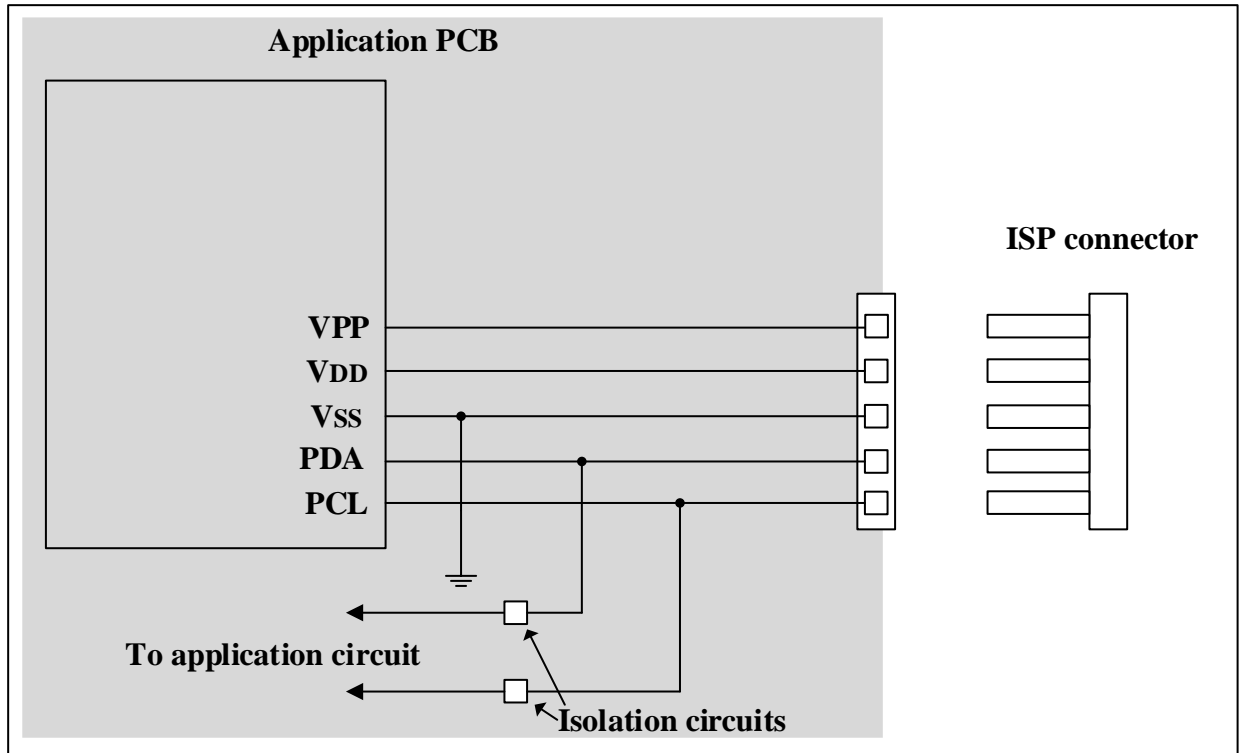 Application PCB
ISP connector
VPP
VDD
VSS
PDA
PCL
To application circuit
Isolation circuits